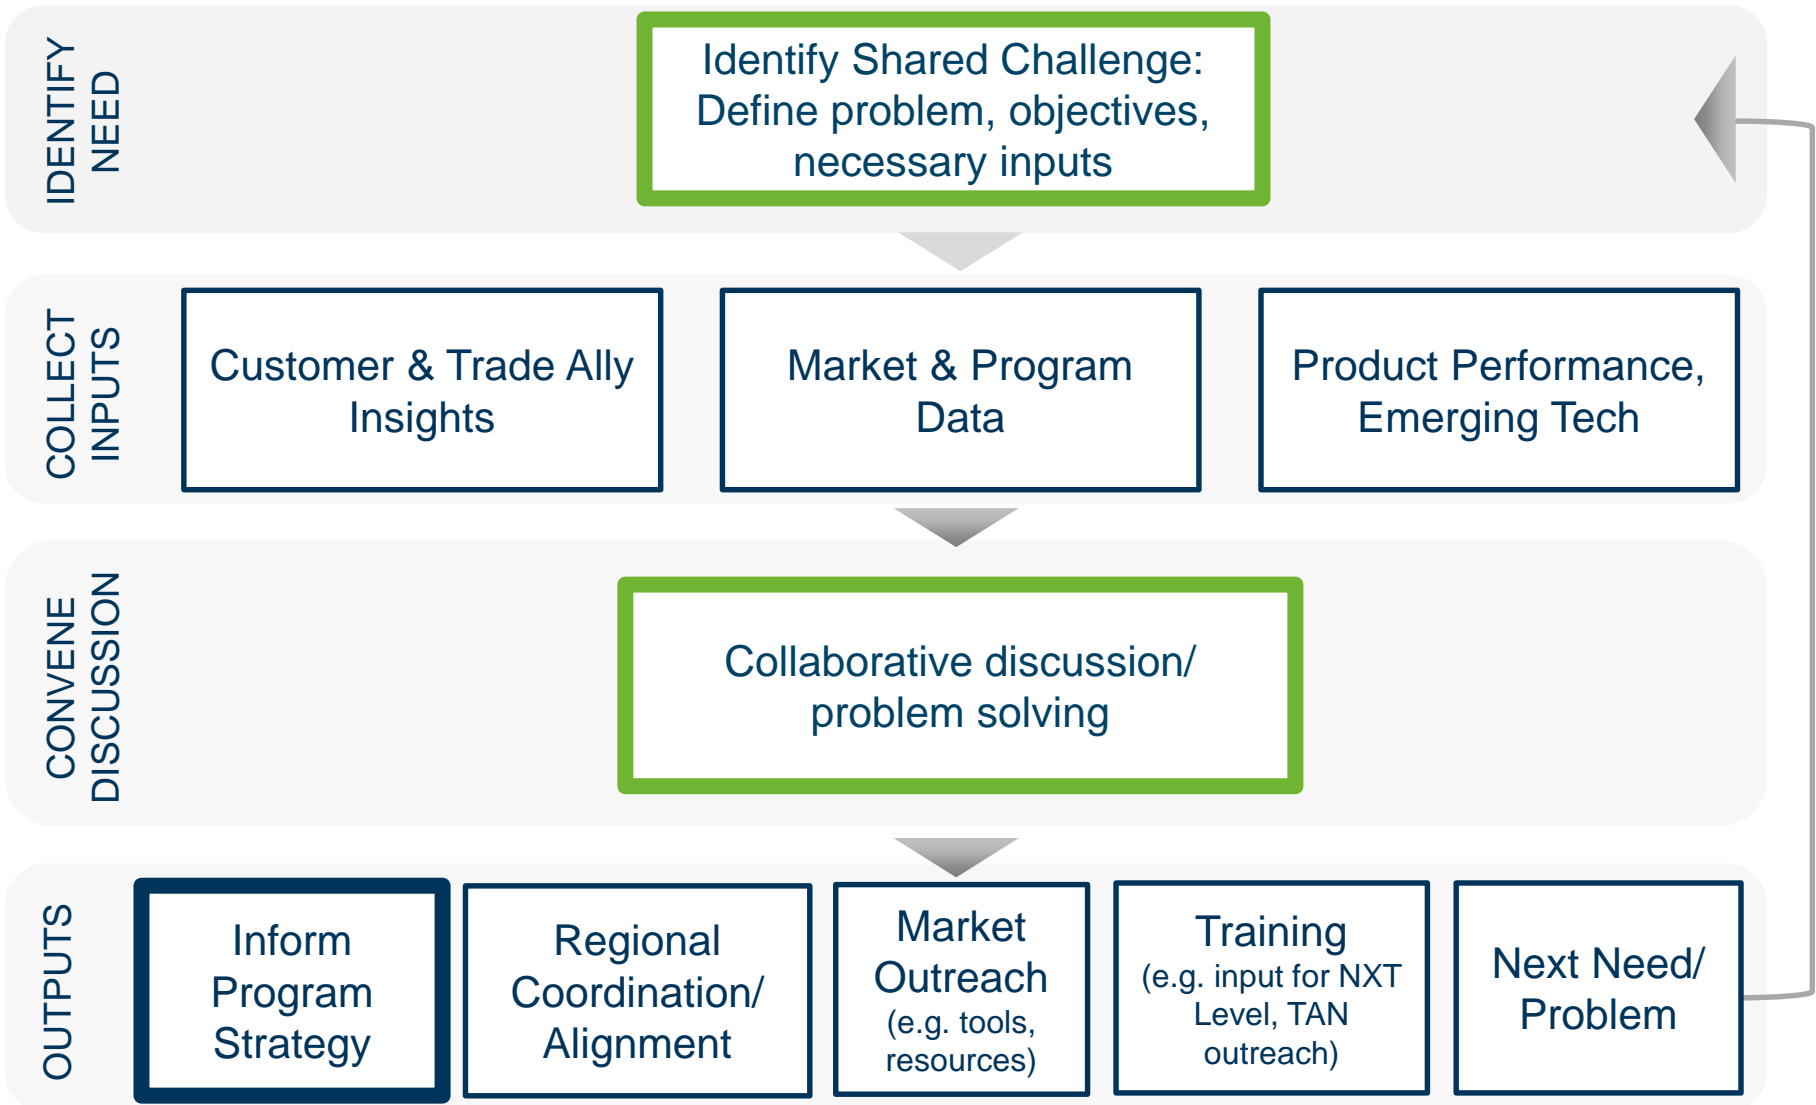 IDENTIFY
NEED
Identify Shared Challenge:
Define problem, objectives,
necessary inputs
COLLECT
INPUTS
Customer & Trade Ally
Insights
Market & Program
Data
Product Performance,
Emerging Tech
CONVENE
DISCUSSION
Collaborative discussion/
problem solving
OUTPUTS
Inform
Program
Strategy
Regional
Coordination/
Alignment
Market
Outreach
(e.g. tools,
resources)
Training
(e.g. input for NXT
Level, TAN
outreach)
Next Need/
Problem